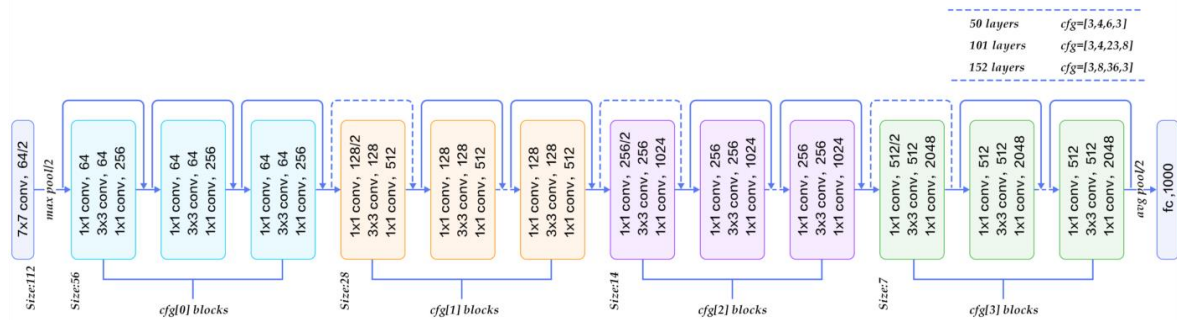 50 layers cfg=[3,4,6,3]
101 layers cfg=[3,4,23,8]
152 layers cfg=[3,8,36,3]
7x7 conv, 64/2
max pool/2
1x1 conv, 64
3x3 conv, 64
1x1 conv, 256
1x1 conv, 64
3x3 conv, 64
1x1 conv, 256
1x1 conv, 64
3x3 conv, 64
1x1 conv, 256
1x1 conv, 128/2
3x3 conv, 128
1x1 conv, 512
1x1 conv, 128
3x3 conv, 128
1x1 conv, 512
1x1 conv, 128
3x3 conv, 128
1x1 conv, 512
1x1 conv, 256/2
3x3 conv, 256
1x1 conv, 1024
1x1 conv, 256
3x3 conv, 256
1x1 conv, 1024
1x1 conv, 256
3x3 conv, 256
1x1 conv, 1024
1x1 conv, 512/2
3x3 conv, 512
1x1 conv, 2048
1x1 conv, 512
3x3 conv, 512
1x1 conv, 2048
1x1 conv, 512
3x3 conv, 512
1x1 conv, 2048
avg pool/2
fc ,1000
Size:112
Size:56
Size:28
Size:14
Size:7
cfg[0] blocks
cfg[1] blocks
cfg[2] blocks
cfg[3] blocks